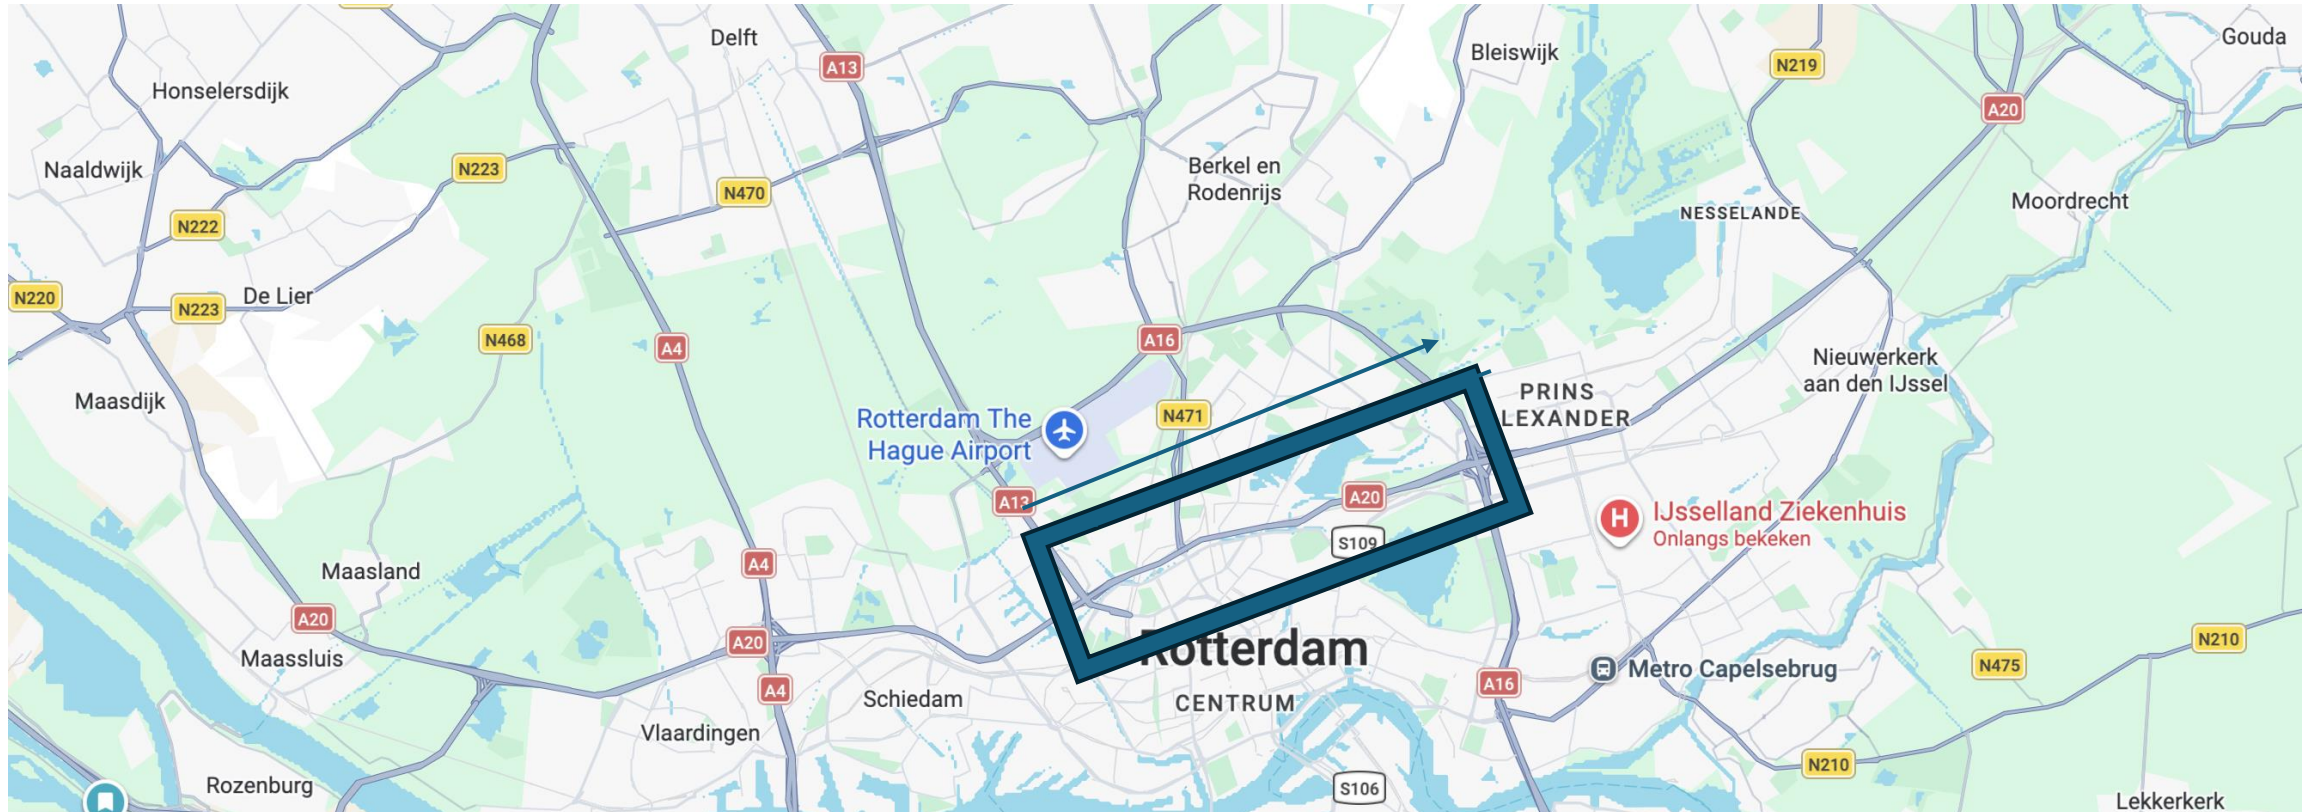 Delft
A13
Bleiswijk
N219
Gouda
Honselersdijk
A20
Naaldwijk
N223
N470
Berkel en
Rodenrijs
NESSELANDE
Moordrecht
N222
N220
N223
De Lier
N468
A4
A16
Nieuwerkerk
aan den IJssel
Maasdijk
PRINS
LEXANDER
Rotterdam The
Hague Airport
N471
A13
A20
H
IJsselland Ziekenhuis
Onlangs bekeken
S109
Maasland
A4
A20
Maassluis
A20
Rotterdam
CENTRUM
A4
Schiedam
A16
Metro Capelsebrug
N475
N210
Vlaardingen
Rozenburg
S106
N210
Lekkerkerk